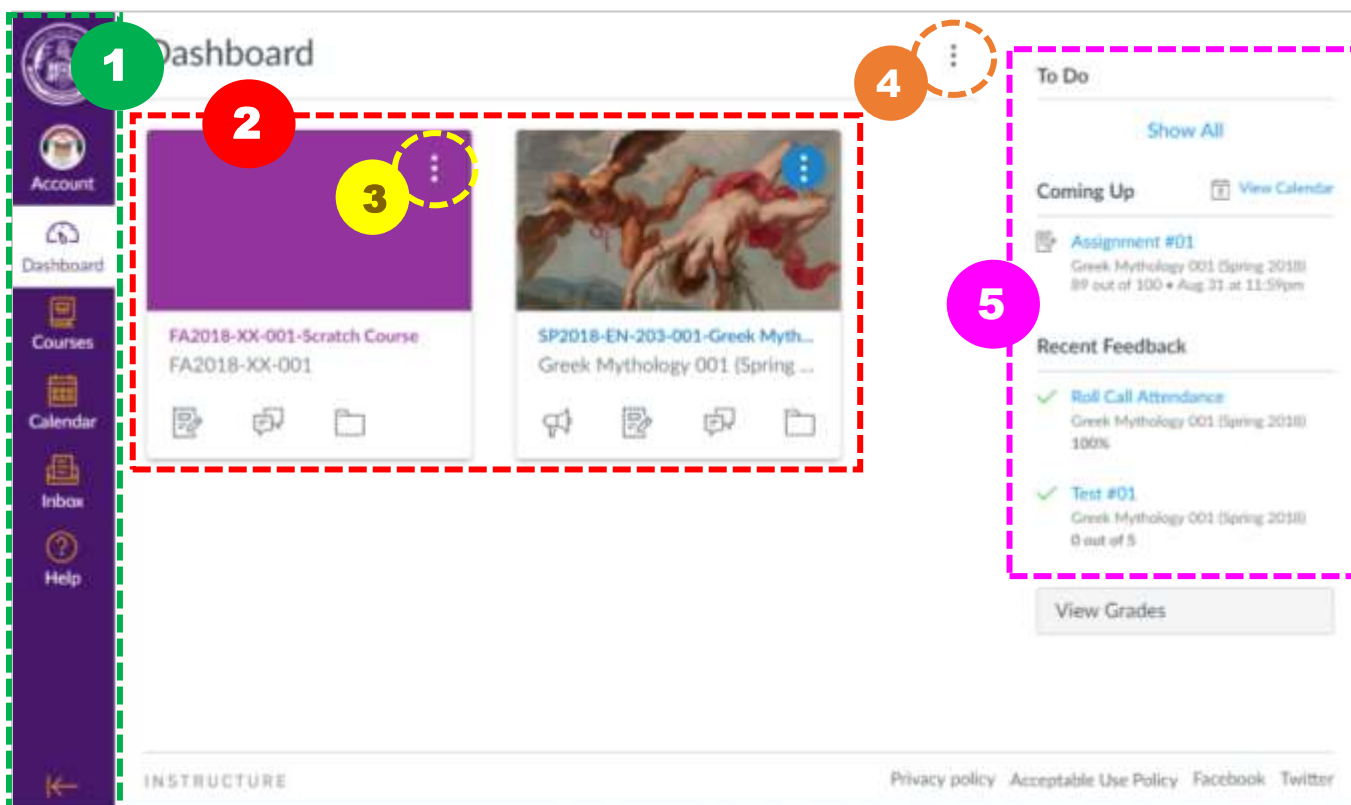 1
Dashboard
2
3
4
Account
Dashboard
Courses
Calendar
Inbox
Help
FA2018-XX-001-Scratch Course
FA2018-XX-001
SP2018-EN-203-001-Greek Myth...
Greek Mythology 001 (Spring ...
5
To Do
Show All
Coming Up
View Calendar
Assignment #01
Greek Mythology 001 (Spring 2018)
89 out of 100 • Aug 31 at 11:59pm
Recent Feedback
Roll Call Attendance
Greek Mythology 001 (Spring 2018)
100%
Test #01
Greek Mythology 001 (Spring 2018)
0 out of 5
View Grades
INSTRUCTURE
Privacy policy Acceptable Use Policy Facebook Twitter